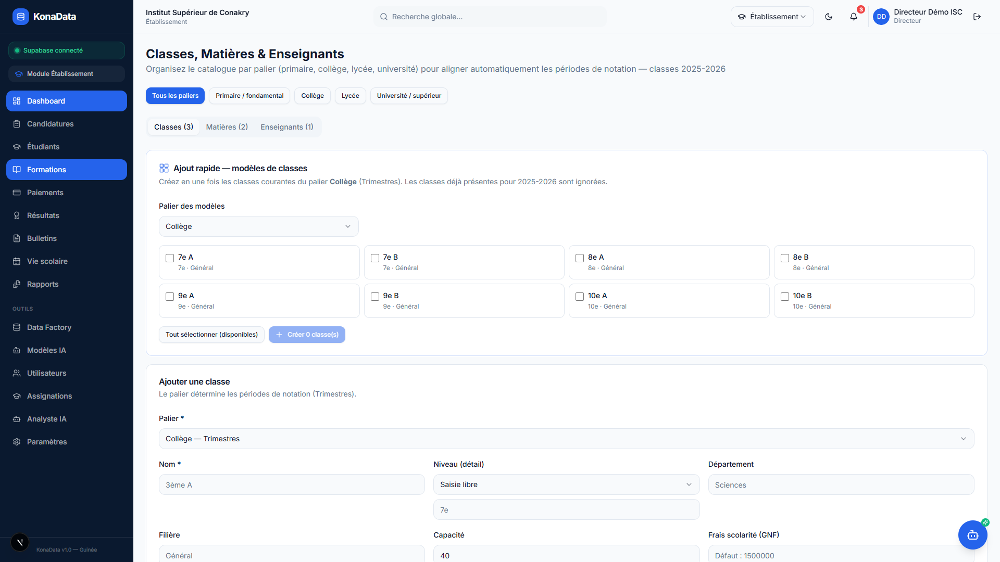 KonaData
Supabase connecté
Module Établissement
Dashboard
Candidatures
Étudiants
Formations
Paiements
Résultats
Bulletins
Vie scolaire
Rapports
OUTILS
Data Factory
Modèles IA
Utilisateurs
Assignations
Analyste IA
Paramètres
KonaData v1.0 — Guinée
Institut Supérieur de Conakry
Établissement
Recherche globale...
Établissement
3
DD
Directeur Démo ISC
Directeur
Classes, Matières & Enseignants
Organisez le catalogue par palier (primaire, collège, lycée, université) pour aligner automatiquement les périodes de notation — classes 2025-2026
Tous les paliers
Primaire / fondamental
Collège
Lycée
Université / supérieur
Classes (3)
Matières (2)
Enseignants (1)
Ajout rapide — modèles de classes
Créez en une fois les classes courantes du palier Collège (Trimestres). Les classes déjà présentes pour 2025-2026 sont ignorées.
Palier des modèles
Collège
7e A
7e · Général
7e B
7e · Général
8e A
8e · Général
8e B
8e · Général
9e A
9e · Général
9e B
9e · Général
10e A
10e · Général
10e B
10e · Général
Tout sélectionner (disponibles)
Créer 0 classe(s)
Ajouter une classe
Le palier détermine les périodes de notation (Trimestres).
Palier *
Collège — Trimestres
Nom *
3ème A
Niveau (détail)
Saisie libre
7e
Département
Sciences
Filière
Général
Capacité
40
Frais scolarité (GNF)
Défaut : 1500000